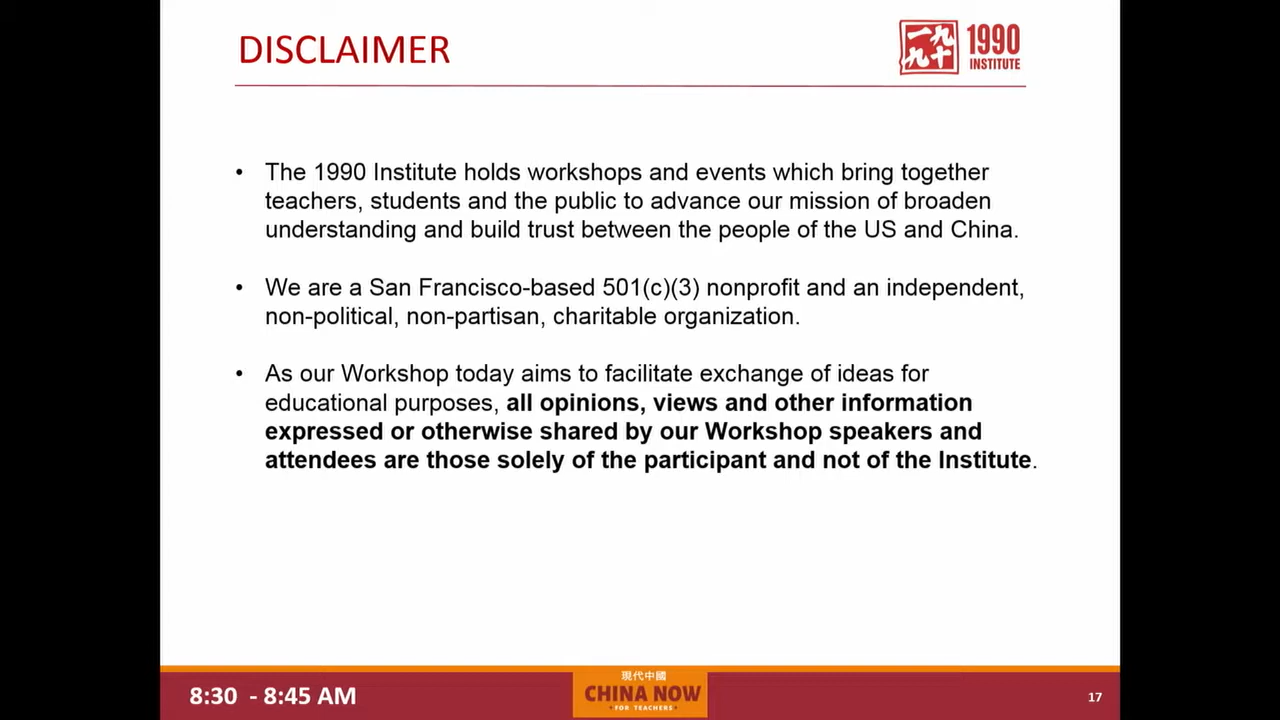 DISCLAIMER
一九
九十
1990
INSTITUTE
• The 1990 Institute holds workshops and events which bring together
teachers, students and the public to advance our mission of broaden
understanding and build trust between the people of the US and China.
• We are a San Francisco-based 501(c)(3) nonprofit and an independent,
non-political, non-partisan, charitable organization.
• As our Workshop today aims to facilitate exchange of ideas for
educational purposes, all opinions, views and other information
expressed or otherwise shared by our Workshop speakers and
attendees are those solely of the participant and not of the Institute.
8:30 - 8:45 AM
現代中國
CHINA NOW
• FOR TEACHERS •
17